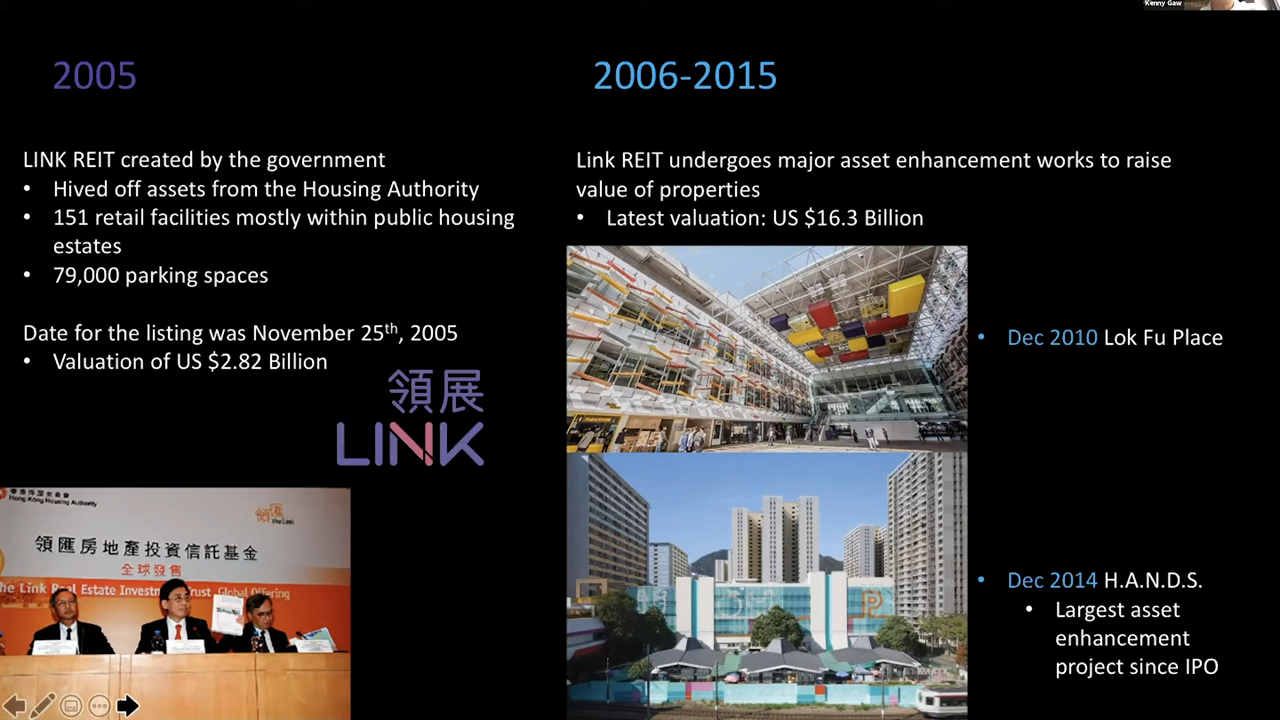 Kenny Gaw
2005
2006-2015
LINK REIT created by the government
• Hived off assets from the Housing Authority
• 151 retail facilities mostly within public housing
estates
• 79,000 parking spaces
Date for the listing was November 25th, 2005
• Valuation of US $2.82 Billion
領展
LINK
Link REIT undergoes major asset enhancement works to raise
value of properties
• Latest valuation: US $16.3 Billion
• Dec 2010 Lok Fu Place
• Dec 2014 H.A.N.D.S.
• Largest asset
enhancement
project since IPO
Hong Kong Housing Authority
領匯
The Link
領匯房地產投資信託基金
全球發售
The Link Real Estate Investment Trust Global Offering
P